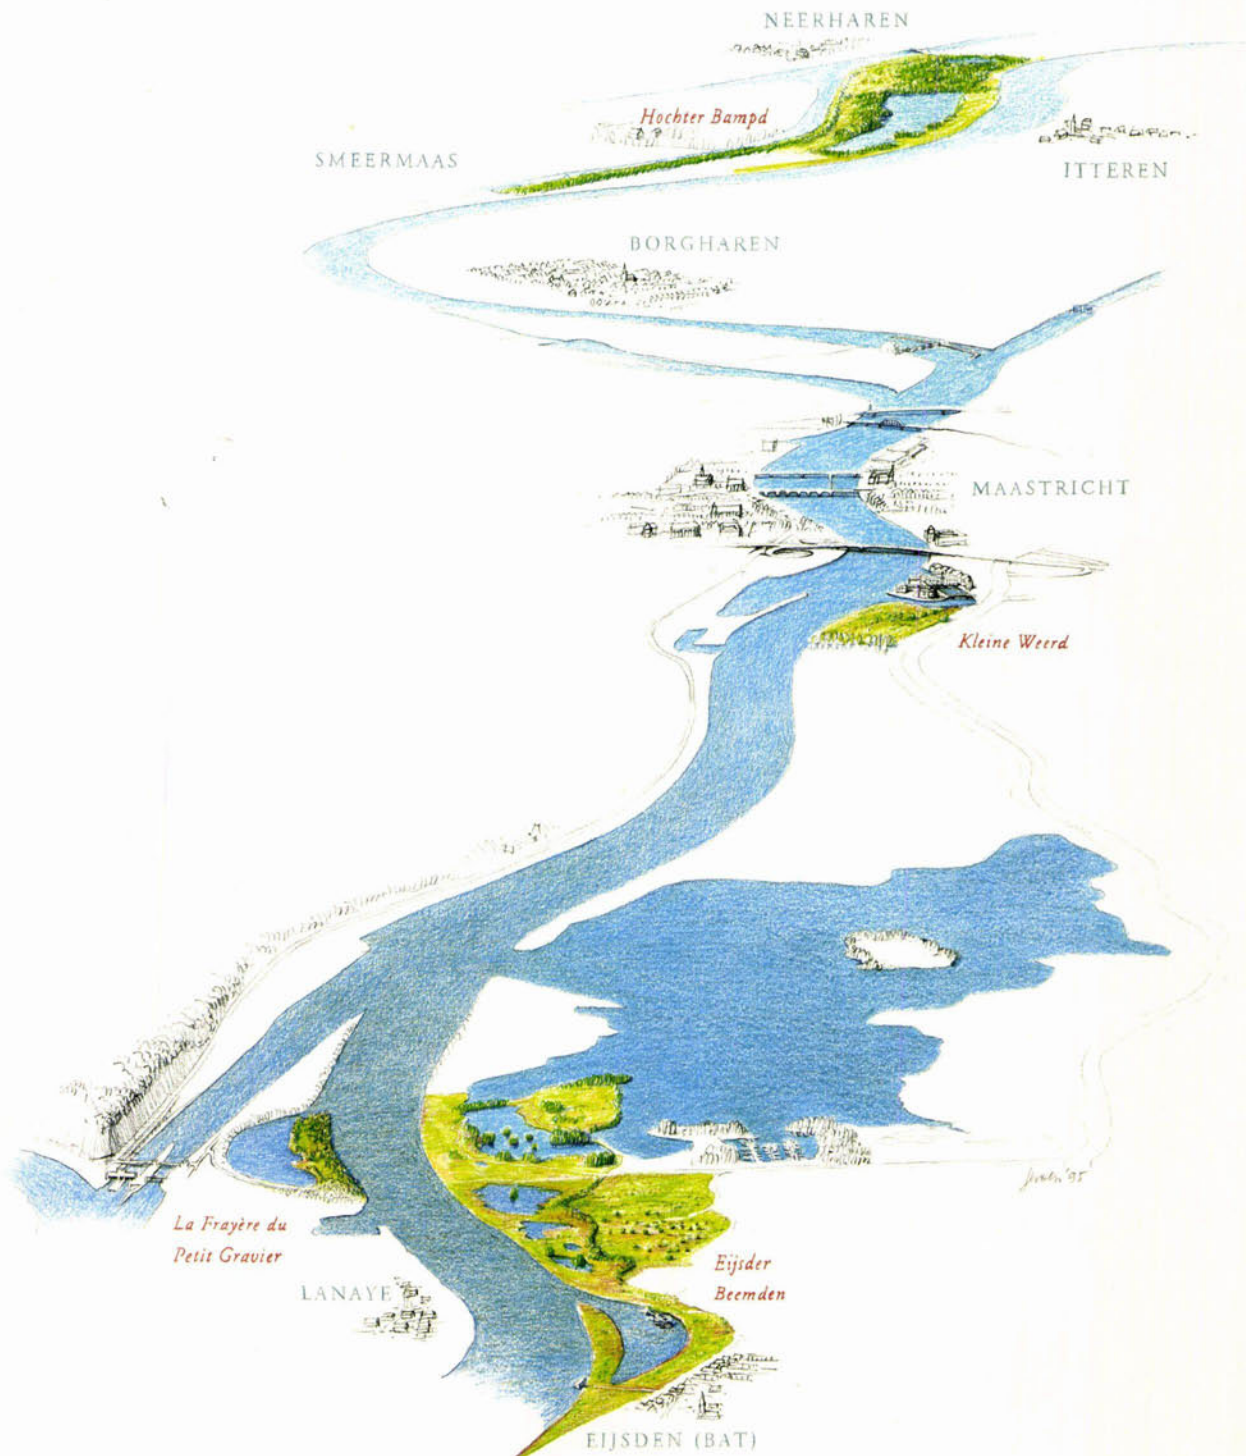 NEERHAREN
Hochter Bampd
SMEERMAAS
ITTEREN
BORGHAREN
MAASTRICHT
Kleine Weerd
'95
La Frayère du
Petit Gravier
Eijsder
Beemden
LANAYE
EIJSDEN (BAT)